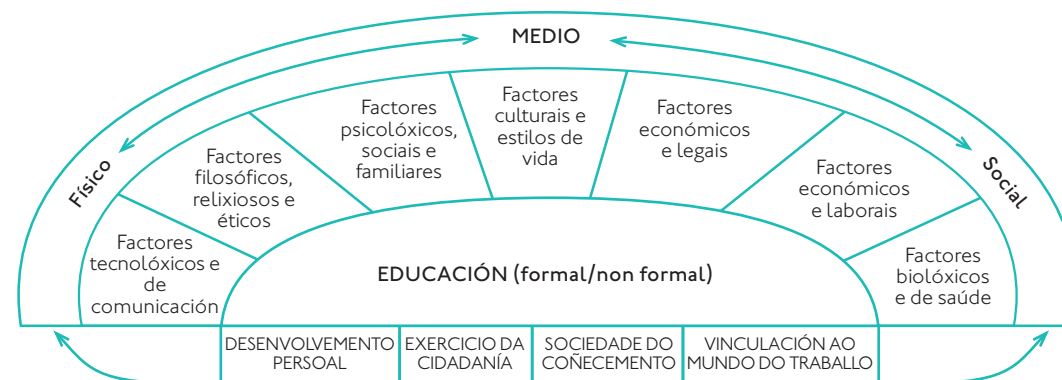 MEDIO
Físico
Social
Factores
tecnolóxicos e
de
comunicación
Factores
filosóficos,
relixiosos e
éticos
Factores
psicolóxicos,
sociais e
familiares
Factores
culturais e
estilos de
vida
Factores
económicos
e legais
Factores
económicos
e laborais
Factores
biolóxicos
e de saúde
EDUCACIÓN (formal/non formal)
DESENVOLVEMENTO
PERSOAL
EXERCICIO DA
CIDADANÍA
SOCIEDADE DO
COÑECEMENTO
VINCULACIÓN AO
MUNDO DO TRABALLO